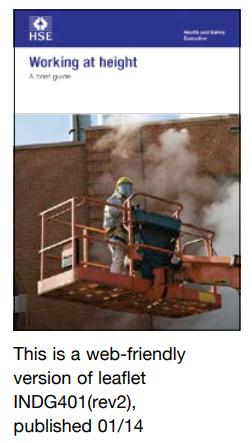 HSE
Health and Safety
Executive
Working at height
A brief guide
This is a web-friendly
version of leaflet
INDG401(rev2),
published 01/14